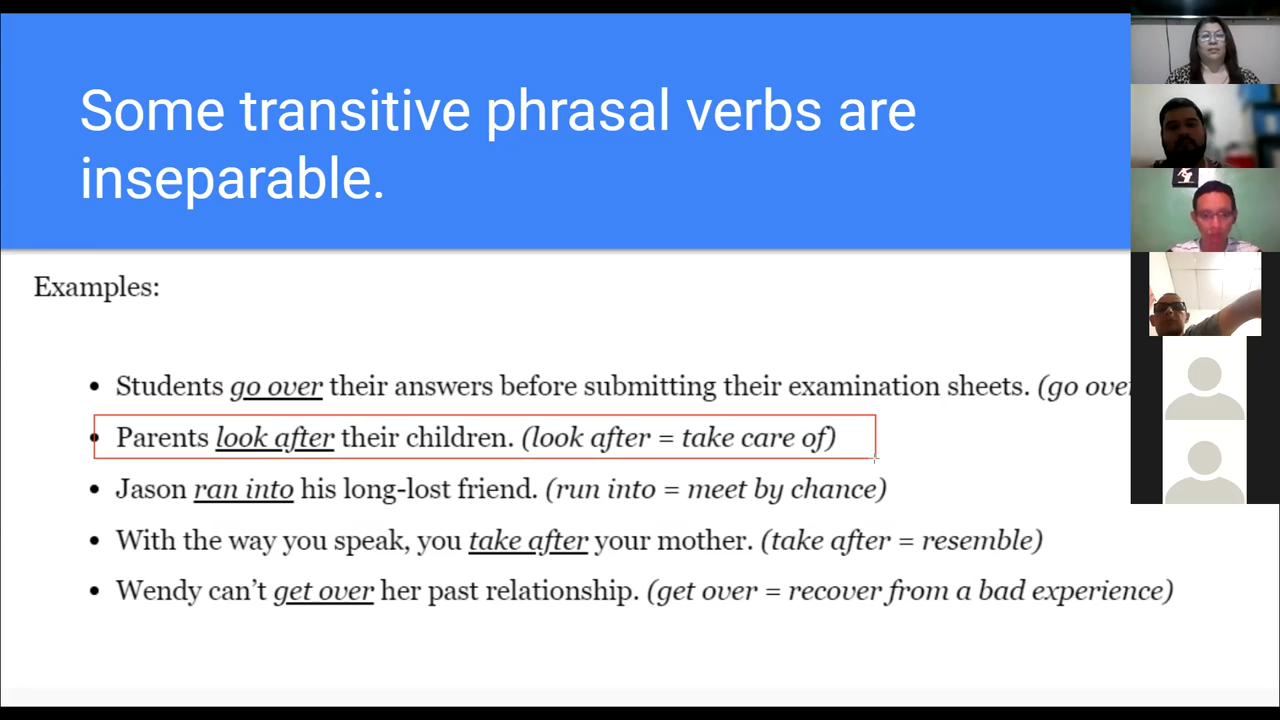 Some transitive phrasal verbs are
inseparable.
Examples:
• Students go over their answers before submitting their examination sheets. (go over
• Parents look after their children. (look after = take care of)
• Jason ran into his long-lost friend. (run into = meet by chance)
• With the way you speak, you take after your mother. (take after = resemble)
• Wendy can’t get over her past relationship. (get over = recover from a bad experience)